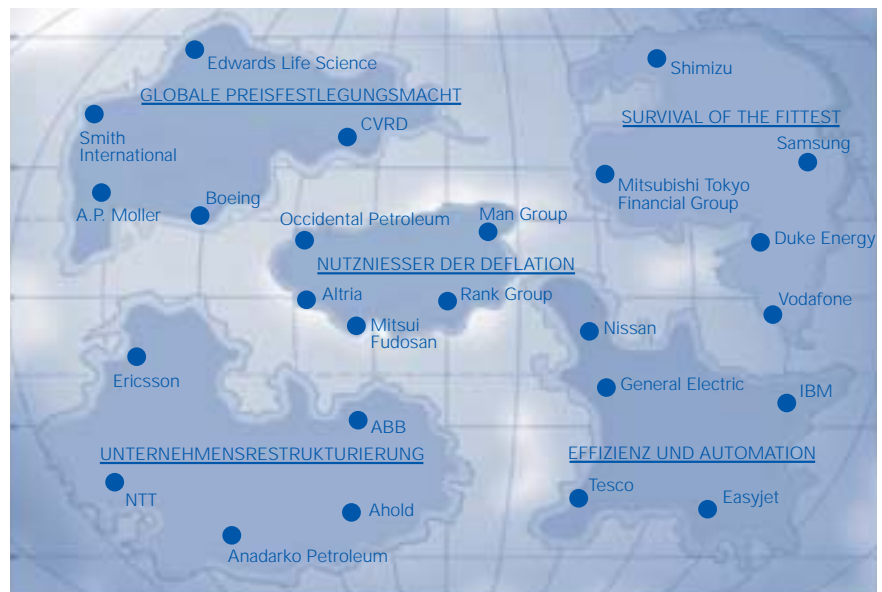 Edwards Life Science
GLOBALE PREISFESTLEGUNGSMACHT
CVRD
Smith
International
A.P. Moller
Boeing
Shimizu
SURVIVAL OF THE FITTEST
Samsung
Mitsubishi Tokyo
Financial Group
Duke Energy
Vodafone
Occidental Petroleum
Man Group
NUTZNIESSER DER DEFLATION
Altria
Rank Group
Mitsui
Fudosan
Ericsson
ABB
UNTERNEHMENSRESTRUKTURIERUNG
NTT
Ahold
Anadarko Petroleum
Nissan
General Electric
IBM
EFFIZIENZ UND AUTOMATION
Tesco
Easyjet